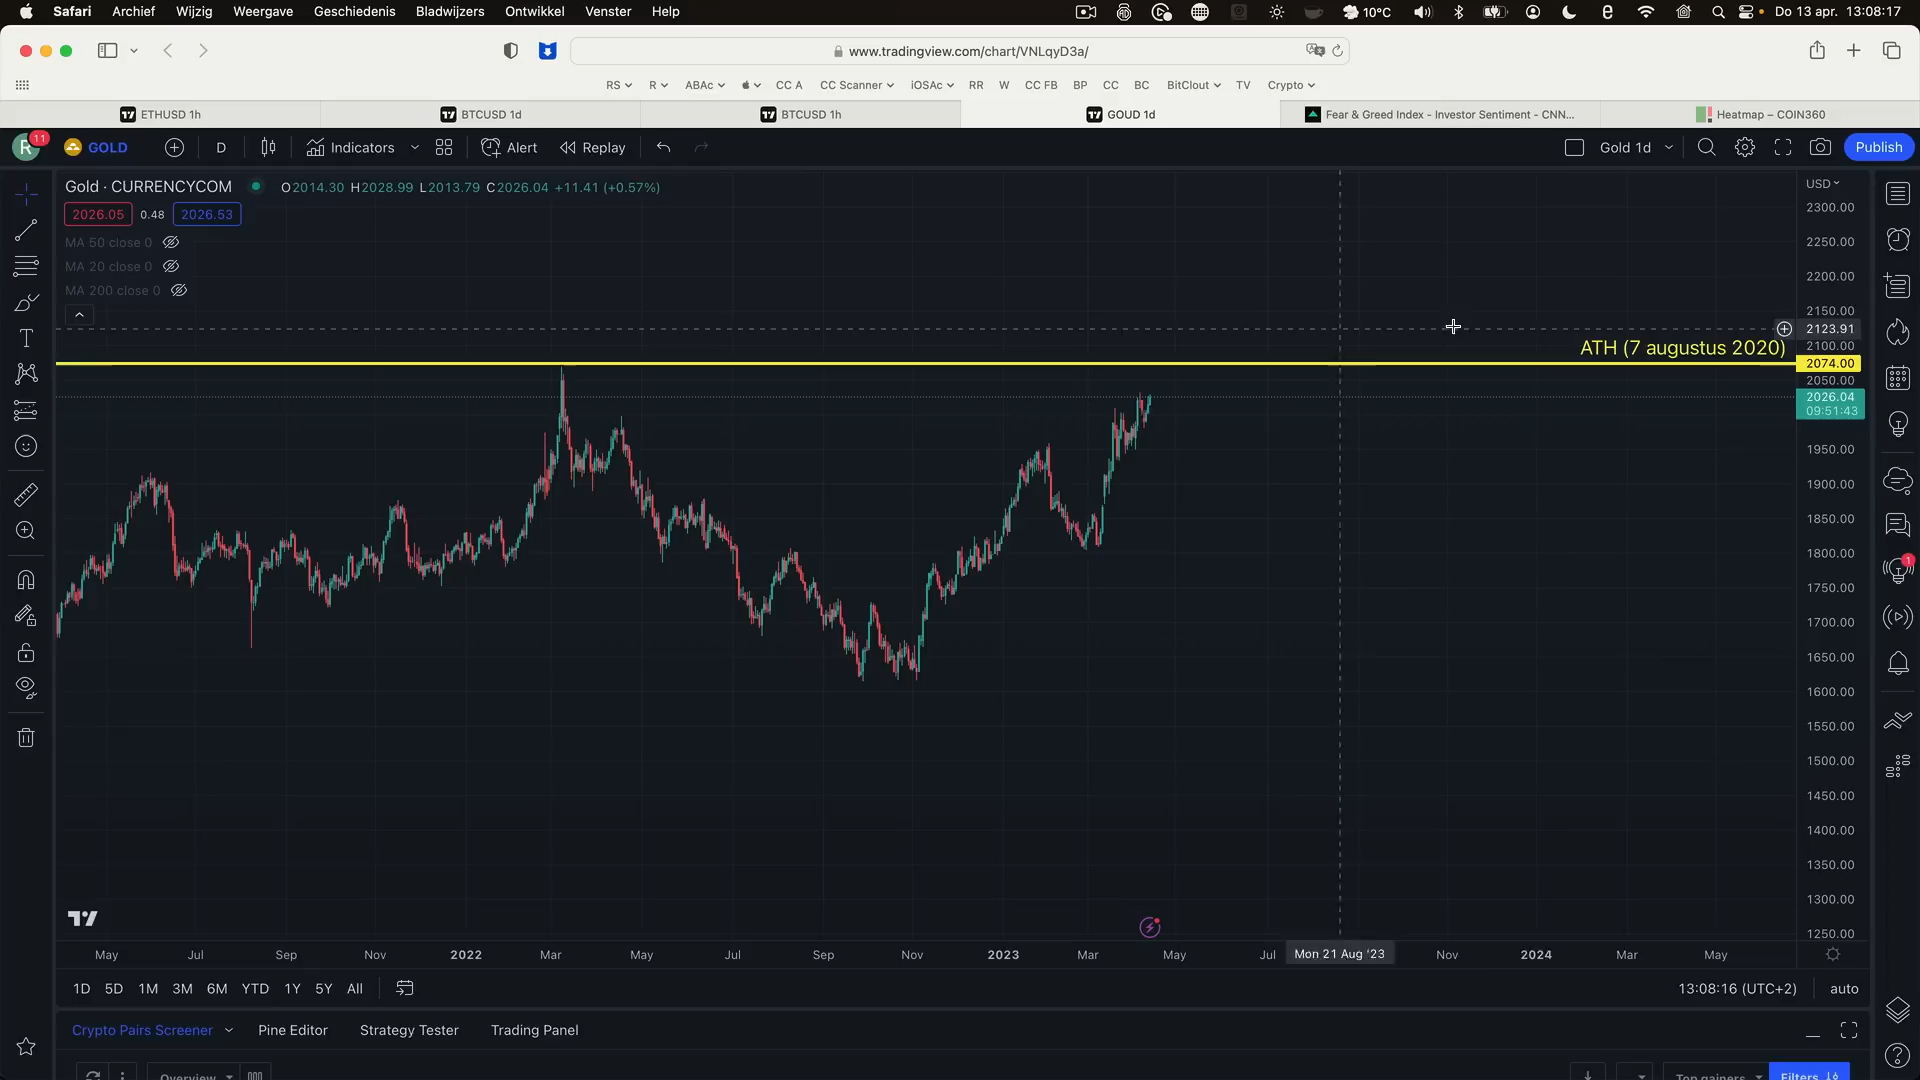 Safari Archief Wijzig Weergave Geschiedenis Bladwijzers Ontwikkel Venster Help 10°C Do 13 apr. 13:08:17
www.tradingview.com/chart/VNLqyD3a/
RS R ABAc CC A CC Scanner iOSAc RR W CC FB BP CC BC BitClout TV Crypto
ETHUSD 1h BTCUSD 1d BTCUSD 1h GOUD 1d Fear & Greed Index - Investor Sentiment - CNN... Heatmap – COIN360
R 11 GOLD D Indicators Alert Replay Gold 1d Publish
Gold · CURRENCYCOM O2014.30 H2028.99 L2013.79 C2026.04 +11.41 (+0.57%)
2026.05 0.48 2026.53
MA 50 close 0
MA 20 close 0
MA 200 close 0
USD
2300.00
2250.00
2200.00
2150.00
2123.91
2100.00
ATH (7 augustus 2020)
2074.00
2050.00
2026.04
09:51:43
1950.00
1900.00
1850.00
1800.00
1750.00
1700.00
1650.00
1600.00
1550.00
1500.00
1450.00
1400.00
1350.00
1300.00
1250.00
1
May Jul Sep Nov 2022 Mar May Jul Sep Nov 2023 Mar May Jul Mon 21 Aug '23 Nov 2024 Mar May
1D 5D 1M 3M 6M YTD 1Y 5Y All 13:08:16 (UTC+2) auto
Crypto Pairs Screener Pine Editor Strategy Tester Trading Panel
Overview Top gainers Filters